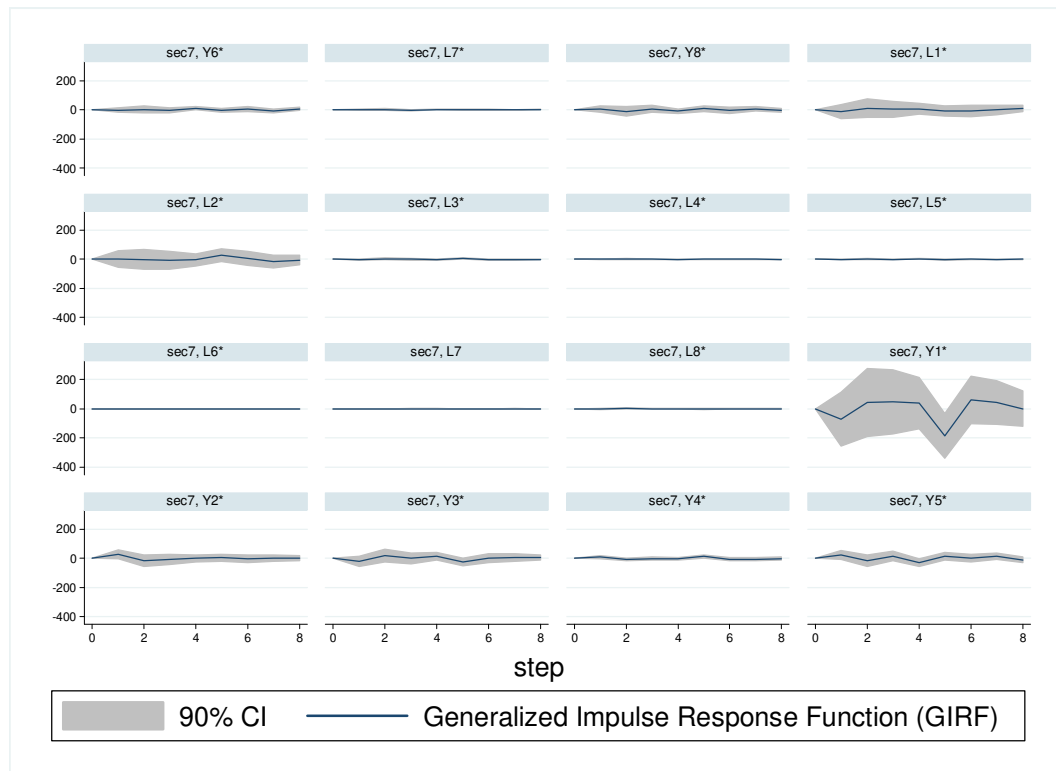 sec7, Y6* sec7, L7* sec7, Y8* sec7, L1*
200
0
-200
-400
sec7, L2* sec7, L3* sec7, L4* sec7, L5*
200
0
-200
-400
sec7, L6* sec7, L7 sec7, L8* sec7, Y1*
200
0
-200
-400
sec7, Y2* sec7, Y3* sec7, Y4* sec7, Y5*
200
0
-200
-400
0 2 4 6 8 0 2 4 6 8 0 2 4 6 8 0 2 4 6 8
step
90% CI Generalized Impulse Response Function (GIRF)